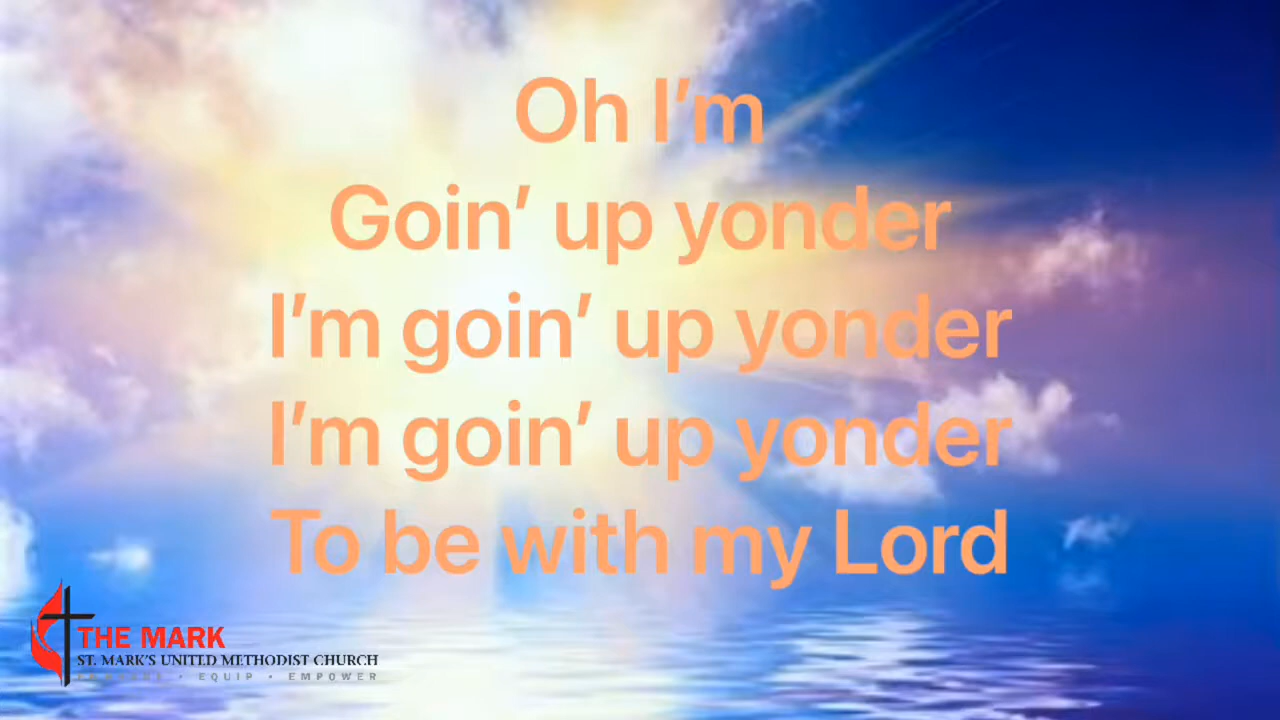 Oh I’m
Goin’ up yonder
I’m goin’ up yonder
I’m goin’ up yonder
To be with my Lord
THE MARK
ST. MARK'S UNITED METHODIST CHURCH
• EQUIP • EMPOWER